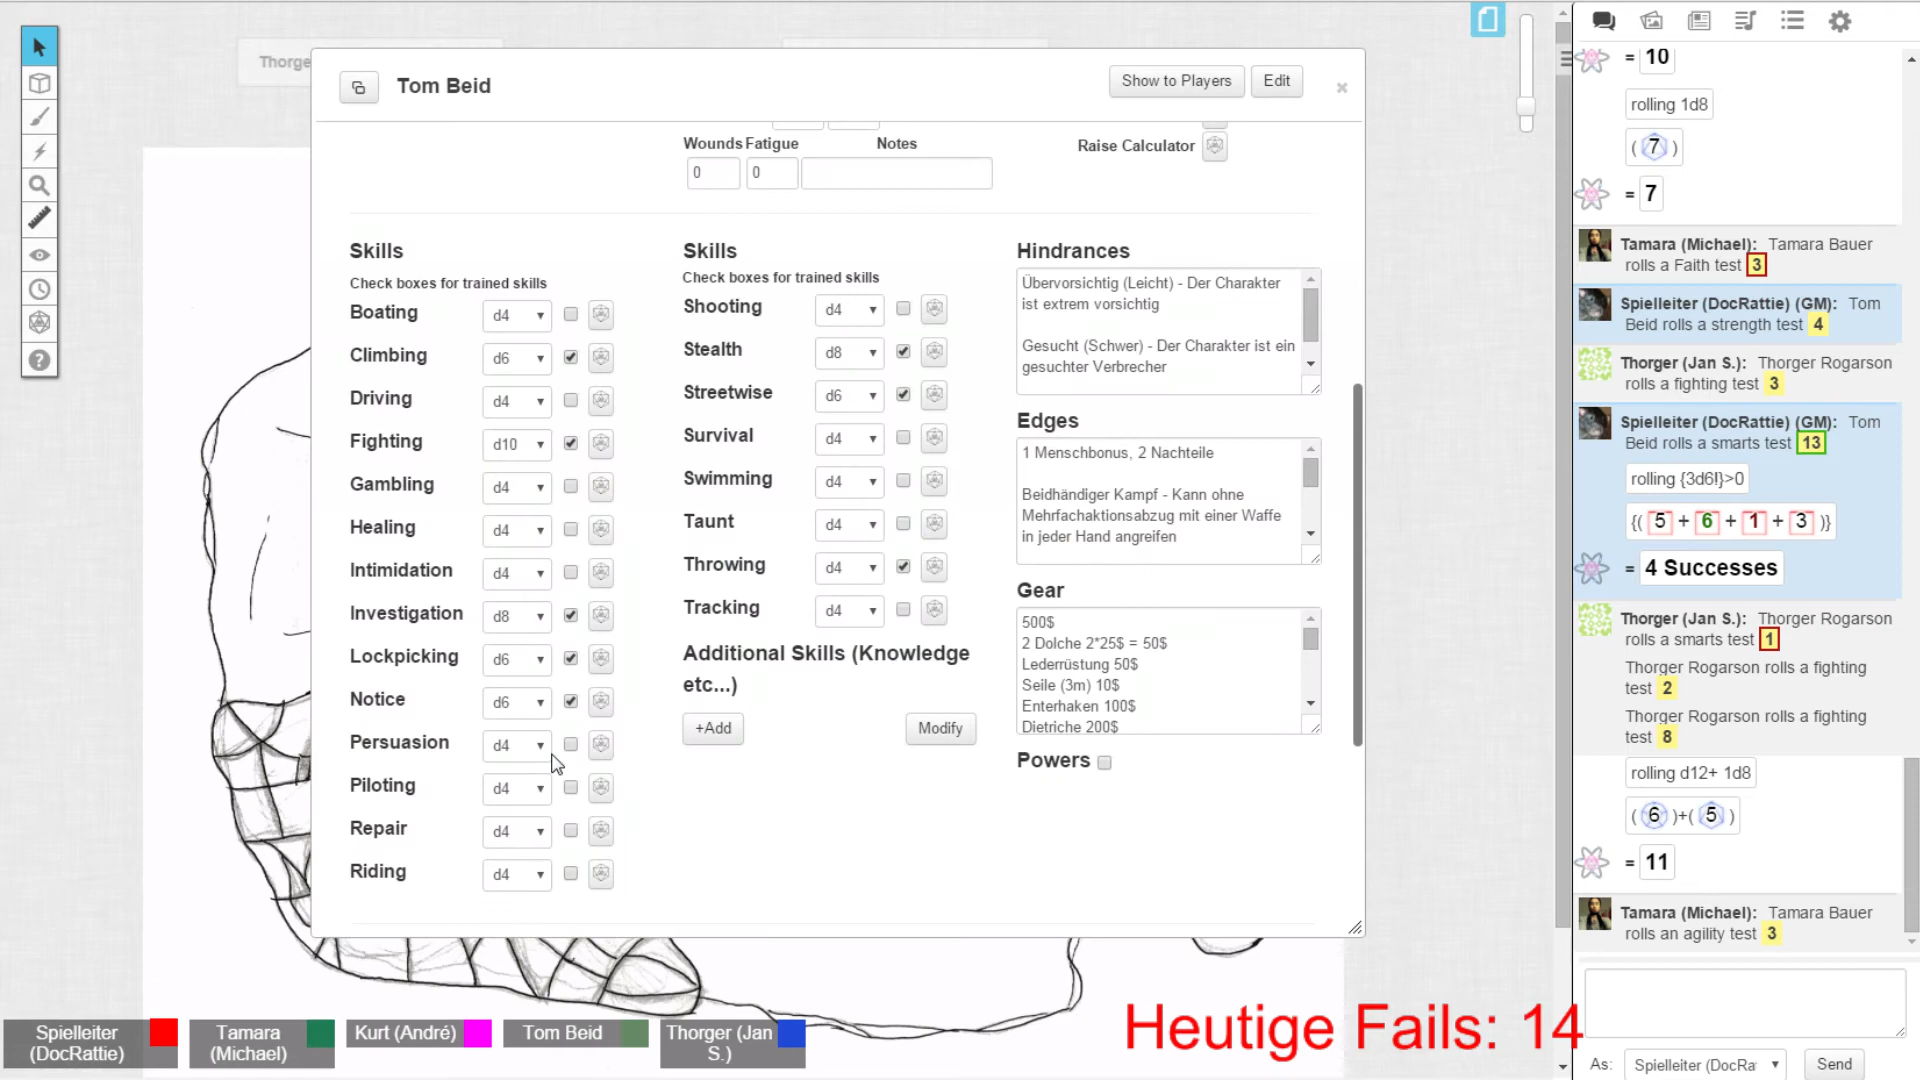 Thorge
Tom Beid
Show to Players
Edit
×
Wounds Fatigue
Notes
Raise Calculator
0
0
Skills
Check boxes for trained skills
Boating d4
Climbing d6
Driving d4
Fighting d10
Gambling d4
Healing d4
Intimidation d4
Investigation d8
Lockpicking d6
Notice d6
Persuasion d4
Piloting d4
Repair d4
Riding d4
Skills
Check boxes for trained skills
Shooting d4
Stealth d8
Streetwise d6
Survival d4
Swimming d4
Taunt d4
Throwing d4
Tracking d4
Additional Skills (Knowledge
etc...)
+Add
Modify
Hindrances
Übervorsichtig (Leicht) - Der Charakter
ist extrem vorsichtig
Gesucht (Schwer) - Der Charakter ist ein
gesuchter Verbrecher
Edges
1 Menschbonus, 2 Nachteile
Beidhändiger Kampf - Kann ohne
Mehrfachaktionsabzug mit einer Waffe
in jeder Hand angreifen
Gear
500$
2 Dolche 2*25$ = 50$
Lederrüstung 50$
Seile (3m) 10$
Enterhaken 100$
Dietriche 200$
Powers
= 10
rolling 1d8
( 7 )
= 7
Tamara (Michael): Tamara Bauer
rolls a Faith test 3
Spielleiter (DocRattie) (GM): Tom
Beid rolls a strength test 4
Thorger (Jan S.): Thorger Rogarson
rolls a fighting test 3
Spielleiter (DocRattie) (GM): Tom
Beid rolls a smarts test 13
rolling {3d6!}>0
{( 5 + 6 + 1 + 3 )}
= 4 Successes
Thorger (Jan S.): Thorger Rogarson
rolls a smarts test 1
Thorger Rogarson rolls a fighting
test 2
Thorger Rogarson rolls a fighting
test 8
rolling d12+ 1d8
( 6 )+( 5 )
= 11
Tamara (Michael): Tamara Bauer
rolls an agility test 3
As: Spielleiter (DocRa
Send
Spielleiter
(DocRattie)
Tamara
(Michael)
Kurt (André)
Tom Beid
Thorger (Jan
S.)
Heutige Fails: 14